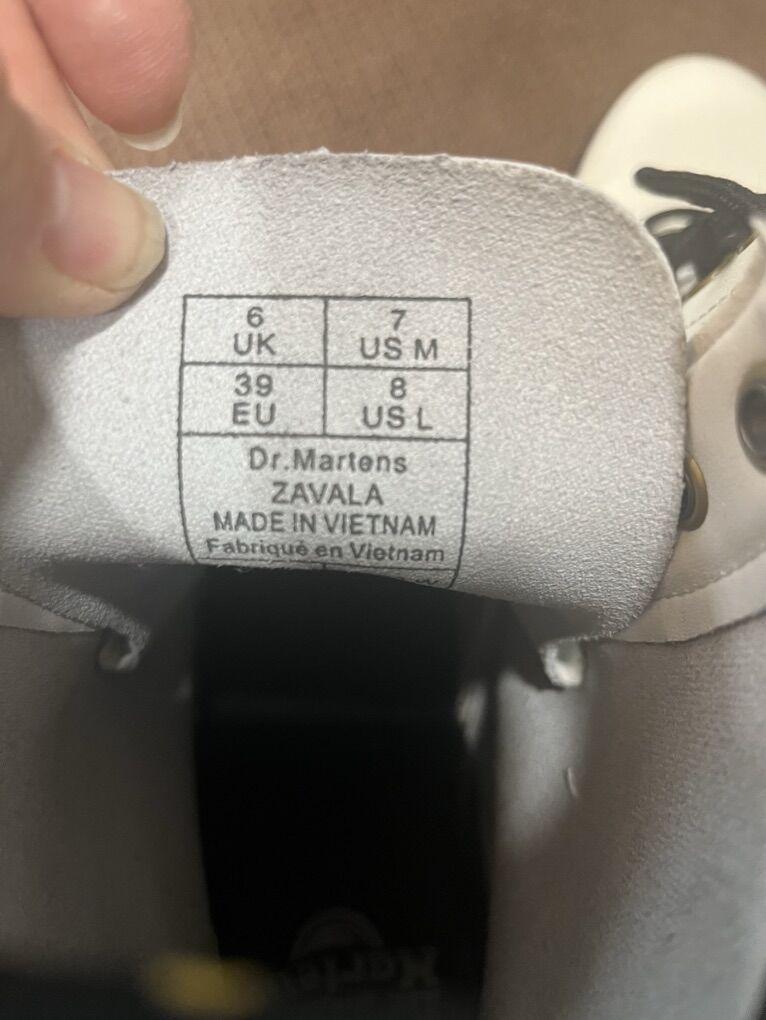 6 7
UK US M
39 8
EU US L
Dr.Martens
ZAVALA
MADE IN VIETNAM
Fabriqué en Vietnam